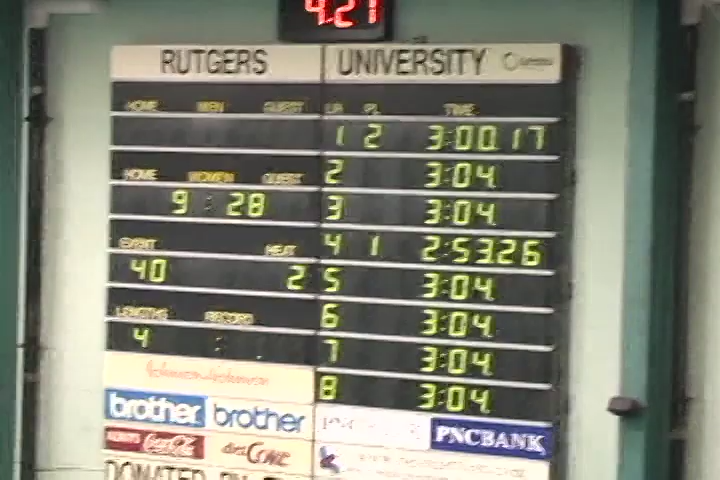 4.27
RUTGERS UNIVERSITY
HOME MEN GUEST LA PL TIME
1 2 3:00.17
HOME WOMEN GUEST 2 3:04.
9 : 28 3 3:04.
EVENT HEAT 4 1 2:53.26
40 2 5 3:04.
LENGTHS RECORD 6 3:04.
4 : . 7 3:04.
Johnson & Johnson 8 3:04.
brother brother PNCBANK
Coca-Cola diet Coke
DONATED BY